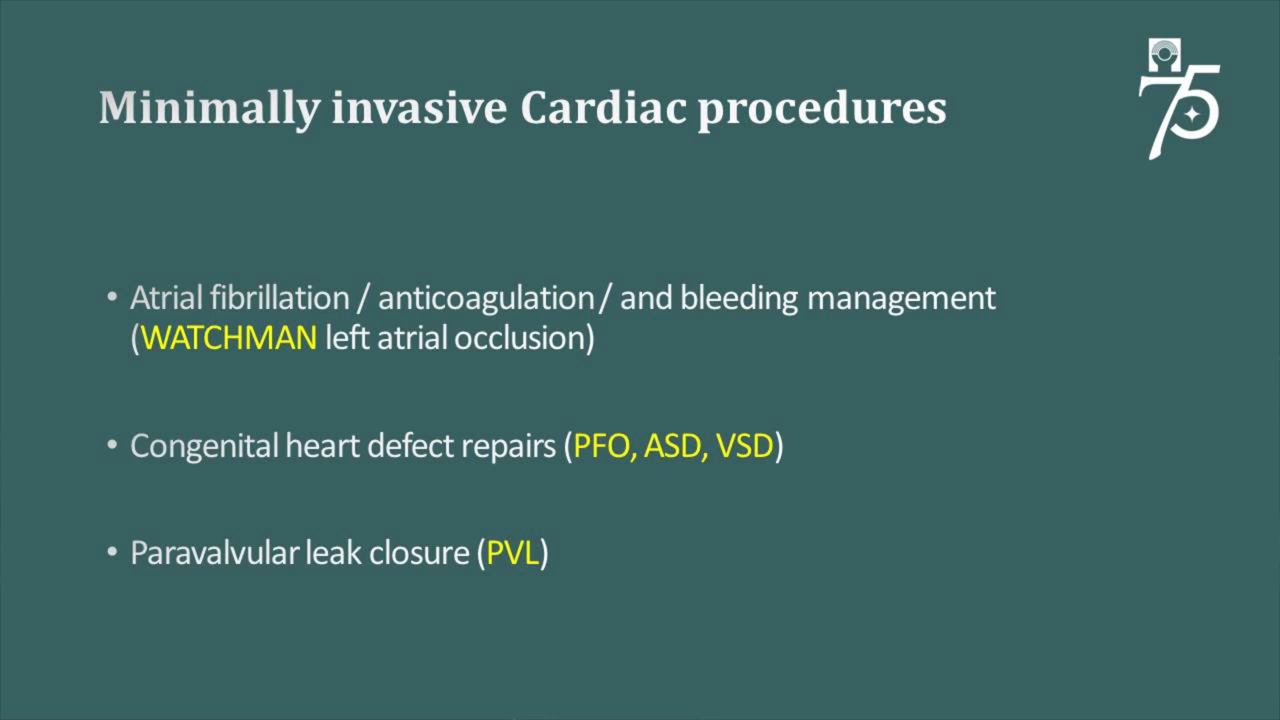 75
Minimally invasive Cardiac procedures
• Atrial fibrillation / anticoagulation / and bleeding management
(WATCHMAN left atrial occlusion)
• Congenital heart defect repairs (PFO, ASD, VSD)
• Paravalvular leak closure (PVL)